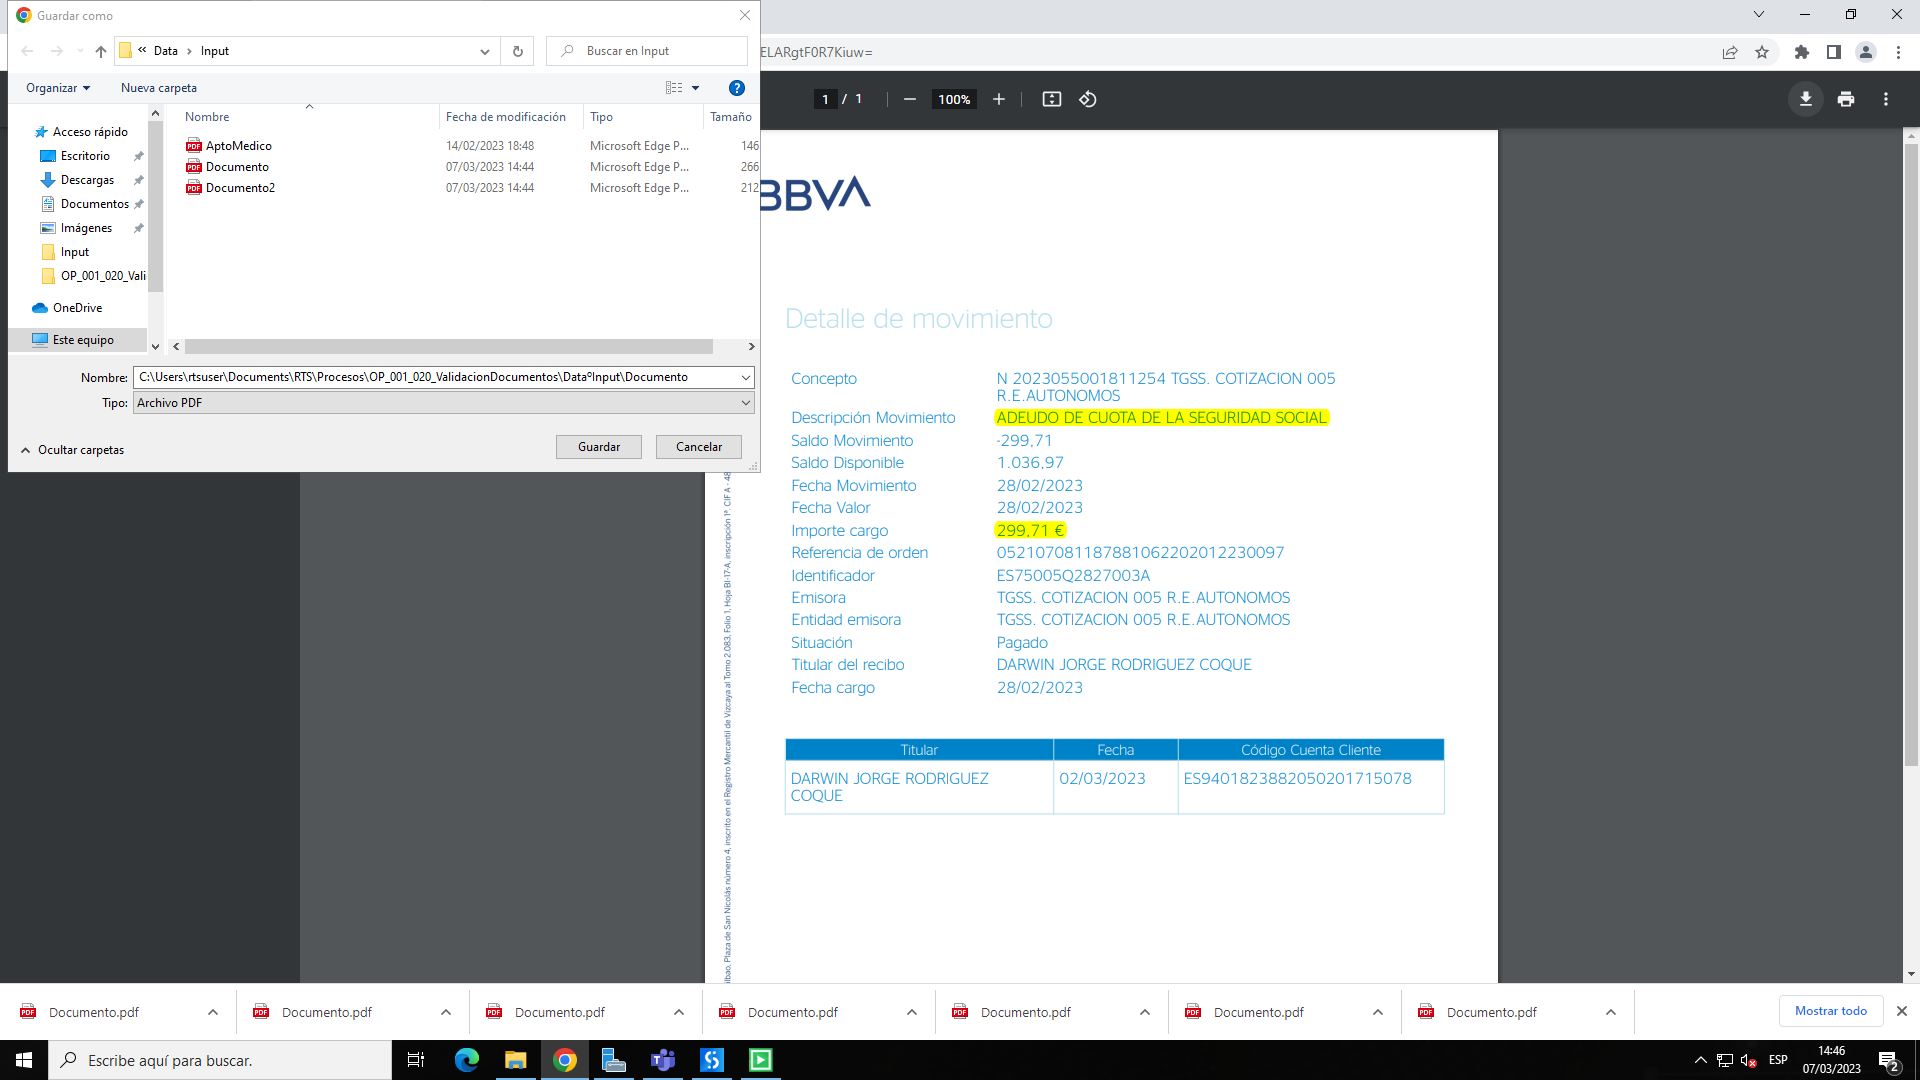 Guardar como
« Data > Input
Buscar en Input
ELARgtF0R7Kiuw=
Organizar
Nueva carpeta
1 / 1
100%
Nombre
Fecha de modificación
Tipo
Tamaño
AptoMedico
14/02/2023 18:48
Microsoft Edge P...
146
Documento
07/03/2023 14:44
Microsoft Edge P...
266
Documento2
07/03/2023 14:44
Microsoft Edge P...
212
Acceso rápido
Escritorio
Descargas
Documentos
Imágenes
Input
OP_001_020_Vali
OneDrive
Este equipo
Nombre:
C:\Users\rtsuser\Documents\RTS\Procesos\OP_001_020_ValidacionDocumentos\DataºInput\Documento
Tipo:
Archivo PDF
Ocultar carpetas
Guardar
Cancelar
BBVA
Detalle de movimiento
Concepto
N 2023055001811254 TGSS. COTIZACION 005
R.E.AUTONOMOS
Descripción Movimiento
ADEUDO DE CUOTA DE LA SEGURIDAD SOCIAL
Saldo Movimiento
-299,71
Saldo Disponible
1.036,97
Fecha Movimiento
28/02/2023
Fecha Valor
28/02/2023
Importe cargo
299,71 €
Referencia de orden
052107081187881062202012230097
Identificador
ES75005Q2827003A
Emisora
TGSS. COTIZACION 005 R.E.AUTONOMOS
Entidad emisora
TGSS. COTIZACION 005 R.E.AUTONOMOS
Situación
Pagado
Titular del recibo
DARWIN JORGE RODRIGUEZ COQUE
Fecha cargo
28/02/2023
Titular
Fecha
Código Cuenta Cliente
DARWIN JORGE RODRIGUEZ
COQUE
02/03/2023
ES9401823882050201715078
ilbao, Plaza de San Nicolás número 4, inscrito en el Registro Mercantil de Vizcaya al Tomo 2.083, Folio 1, Hoja BI-17-A, inscripción 1ª. CIF A - 48
Documento.pdf
Documento.pdf
Documento.pdf
Documento.pdf
Documento.pdf
Documento.pdf
Documento.pdf
Mostrar todo
Escribe aquí para buscar.
ESP
14:46
07/03/2023
2